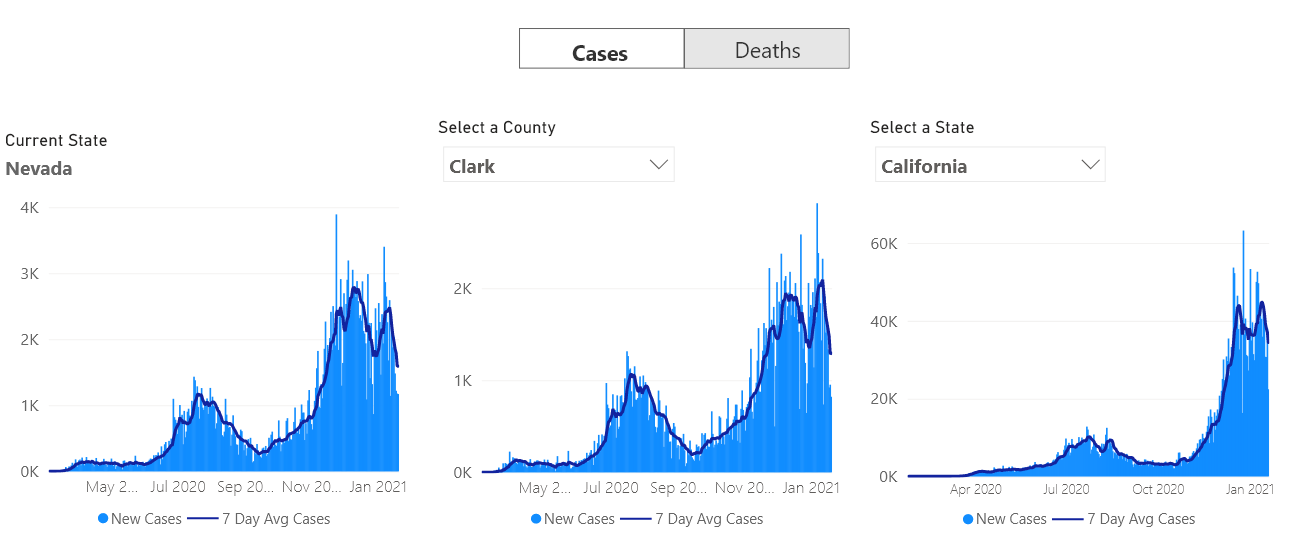 Cases Deaths
Current State
Nevada
4K
3K
2K
1K
0K
May 2... Jul 2020 Sep 20... Nov 20... Jan 2021
New Cases 7 Day Avg Cases
Select a County
Clark
2K
1K
0K
May 2... Jul 2020 Sep 20... Nov 20... Jan 2021
New Cases 7 Day Avg Cases
Select a State
California
60K
40K
20K
0K
Apr 2020 Jul 2020 Oct 2020 Jan 2021
New Cases 7 Day Avg Cases